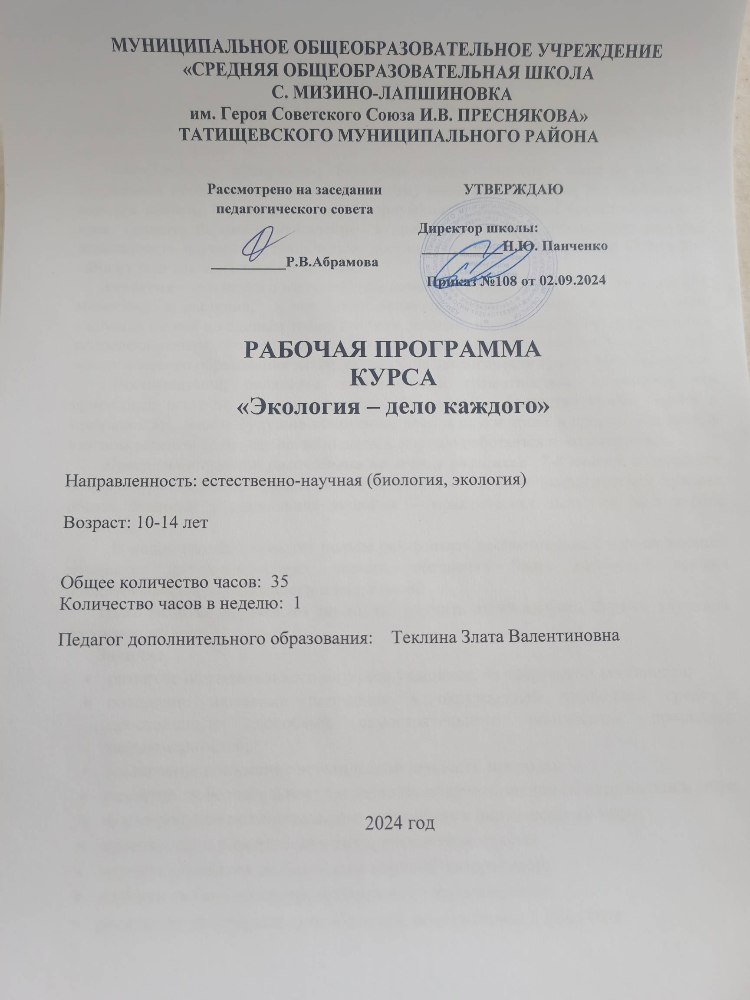 МУНИЦИПАЛЬНОЕ ОБЩЕОБРАЗОВАТЕЛЬНОЕ УЧРЕЖДЕНИЕ
«СРЕДНЯЯ ОБЩЕОБРАЗОВАТЕЛЬНАЯ ШКОЛА
С. МИЗИНО-ЛАПШИНОВКА
им. Героя Советского Союза И.В. ПРЕСНЯКОВА»
ТАТИЩЕВСКОГО МУНИЦИПАЛЬНОГО РАЙОНА
Рассмотрено на заседании
педагогического совета
__________Р.В.Абрамова
УТВЕРЖДАЮ
Директор школы:
___________Н.Ю. Панченко
Приказ №108 от 02.09.2024
РАБОЧАЯ ПРОГРАММА
КУРСА
«Экология – дело каждого»
Направленность: естественно-научная (биология, экология)
Возраст: 10-14 лет
Общее количество часов: 35
Количество часов в неделю: 1
Педагог дополнительного образования: Теклина Злата Валентиновна
2024 год